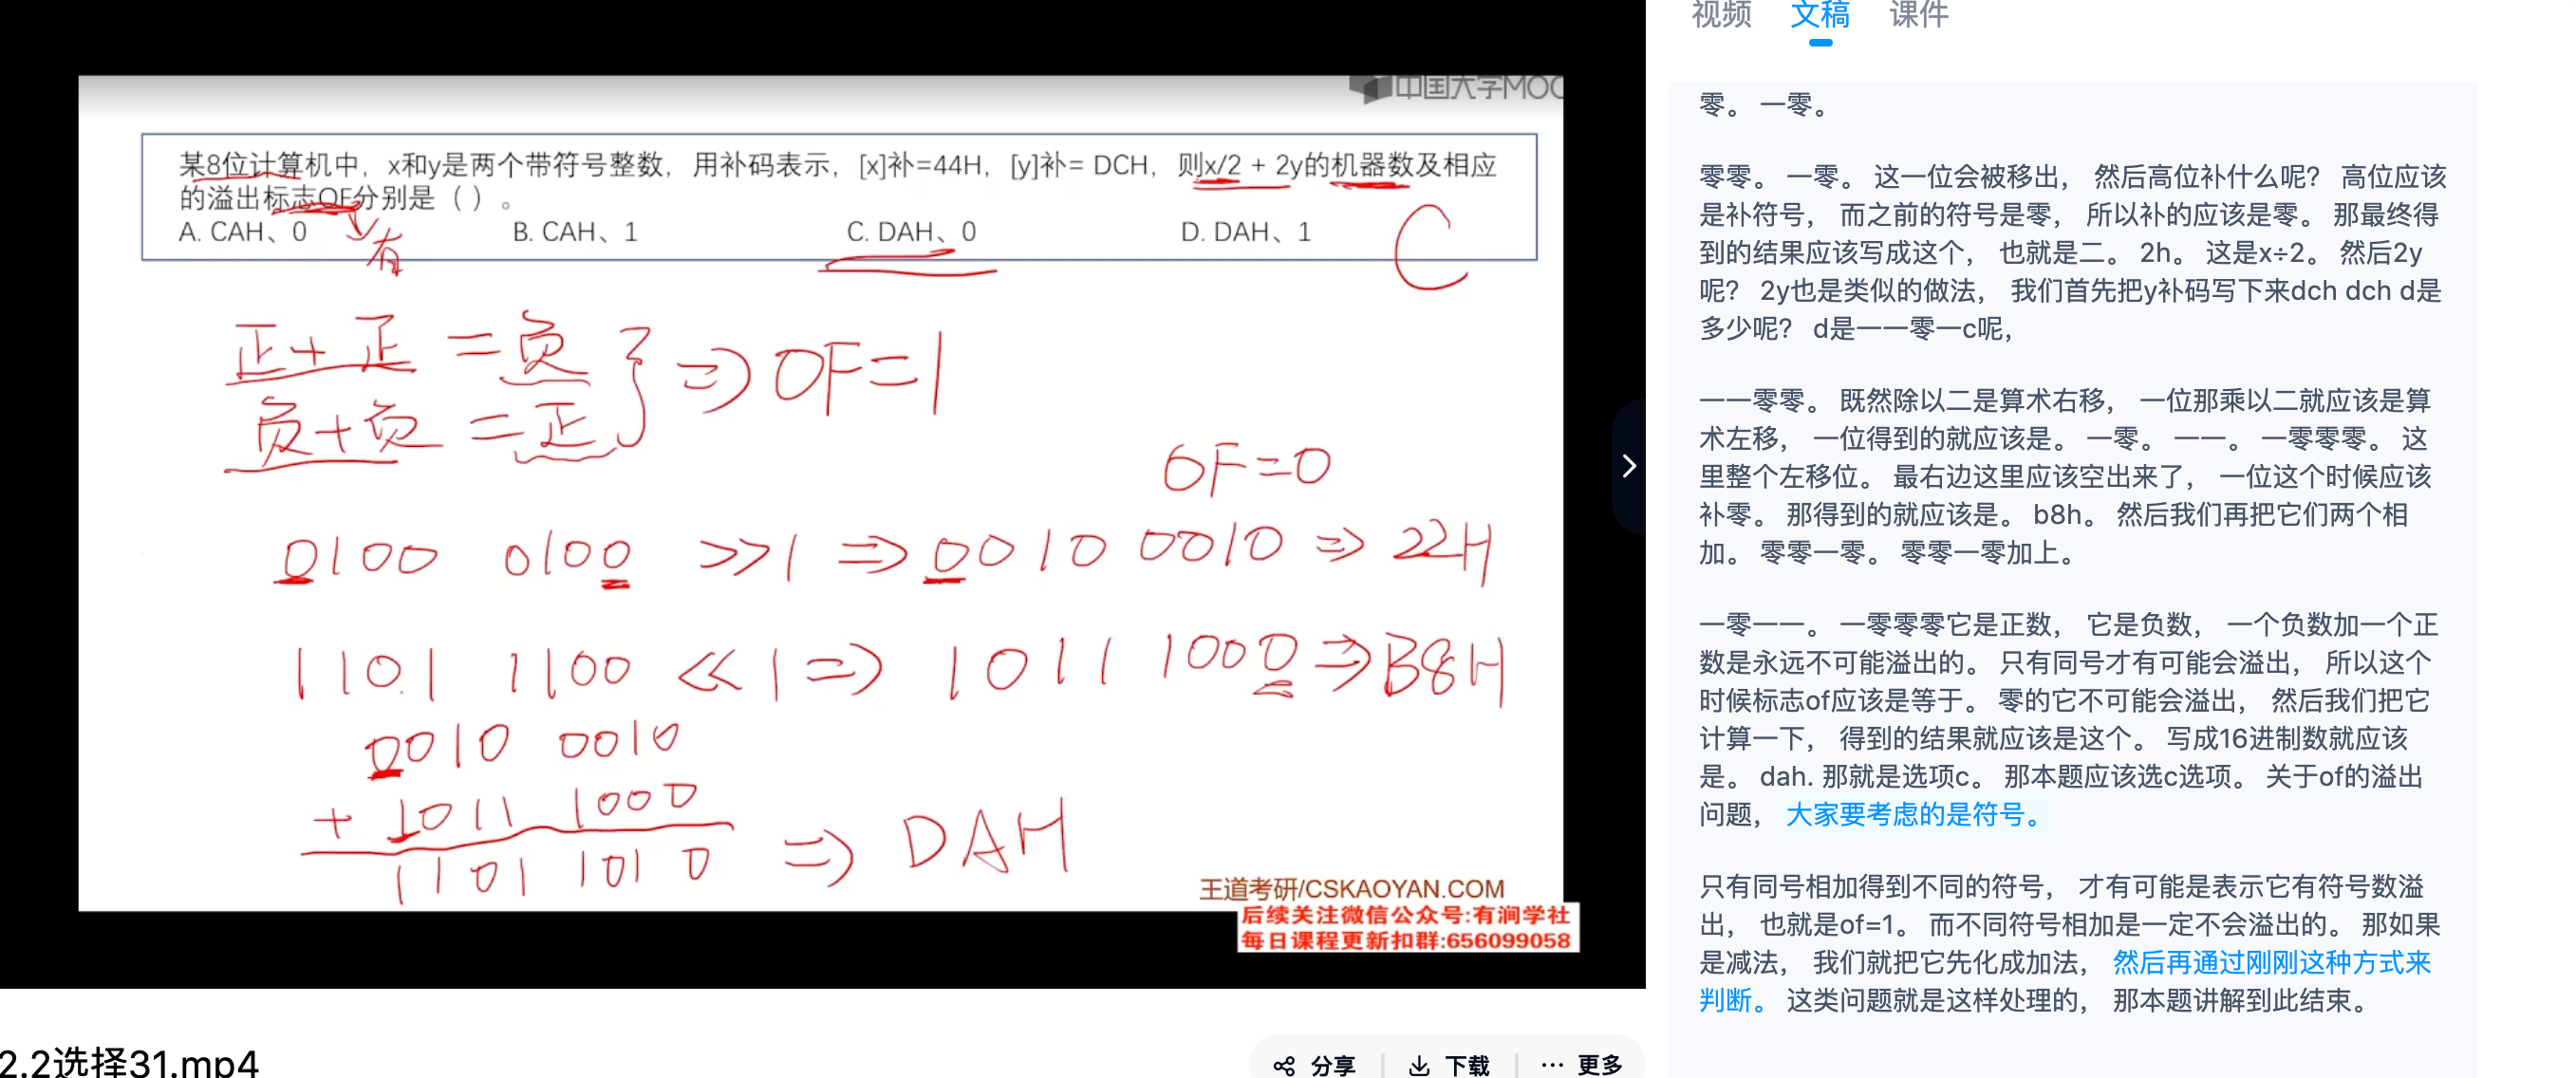 中国大学MOC
某8位计算机中，x和y是两个带符号整数，用补码表示，[x]补=44H，[y]补= DCH，则x/2 + 2y的机器数及相应
的溢出标志OF分别是（ ）。
A. CAH、0
B. CAH、1
C. DAH、0
D. DAH、1
有
C
正+正=负
负+负=正
} ⇒ OF=1
OF=0
0100 0100 >>1 ⇒ 0010 0010 ⇒ 22H
1101 1100 << 1 ⇒ 1011 1000 ⇒ B8H
0010 0010
+ 1011 1000
1101 1010 ⇒ DAH
王道考研/CSKAOYAN.COM
后续关注微信公众号:有涧学社
每日课程更新扣群:656099058
2.2选择31.mp4
分享
下载
··· 更多
视频 文稿 课件
零。 一零。
零零。 一零。 这一位会被移出， 然后高位补什么呢？ 高位应该
是补符号， 而之前的符号是零， 所以补的应该是零。 那最终得
到的结果应该写成这个， 也就是二。 2h。 这是x÷2。 然后2y
呢？ 2y也是类似的做法， 我们首先把y补码写下来dch dch d是
多少呢？ d是一一零一c呢，
一一零零。 既然除以二是算术右移， 一位那乘以二就应该是算
术左移， 一位得到的就应该是。 一零。 一一。 一零零零。 这
里整个左移位。 最右边这里应该空出来了， 一位这个时候应该
补零。 那得到的就应该是。 b8h。 然后我们再把它们两个相
加。 零零一零。 零零一零加上。
一零一一。 一零零零它是正数， 它是负数， 一个负数加一个正
数是永远不可能溢出的。 只有同号才有可能会溢出， 所以这个
时候标志of应该是等于。 零的它不可能会溢出， 然后我们把它
计算一下， 得到的结果就应该是这个。 写成16进制数就应该
是。 dah. 那就是选项c。 那本题应该选c选项。 关于of的溢出
问题， 大家要考虑的是符号。
只有同号相加得到不同的符号， 才有可能是表示它有符号数溢
出， 也就是of=1。 而不同符号相加是一定不会溢出的。 那如果
是减法， 我们就把它先化成加法， 然后再通过刚刚这种方式来
判断。 这类问题就是这样处理的， 那本题讲解到此结束。